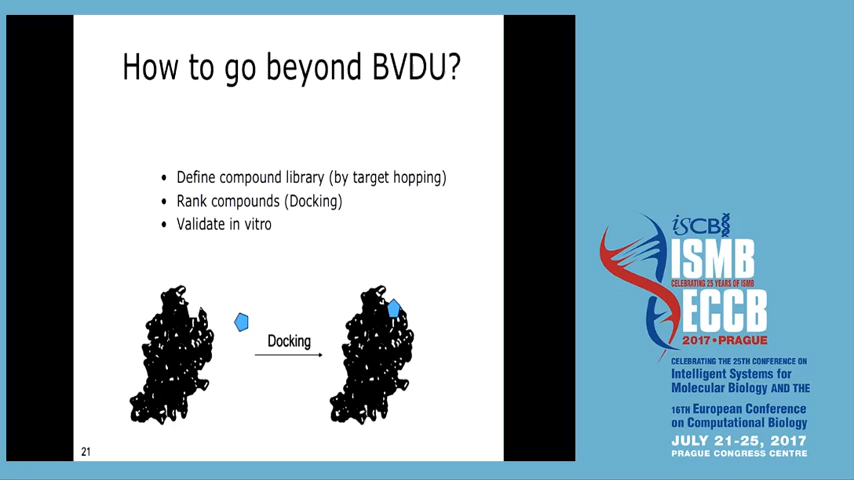 How to go beyond BVDU?
• Define compound library (by target hopping)
• Rank compounds (Docking)
• Validate in vitro
Docking
21
iSCB
ISMB
CELEBRATING 25 YEARS OF ISMB
ECCB
2017 • PRAGUE
CELEBRATING THE 25TH CONFERENCE ON
Intelligent Systems for
Molecular Biology AND THE
16TH European Conference
on Computational Biology
JULY 21-25, 2017
PRAGUE CONGRESS CENTRE